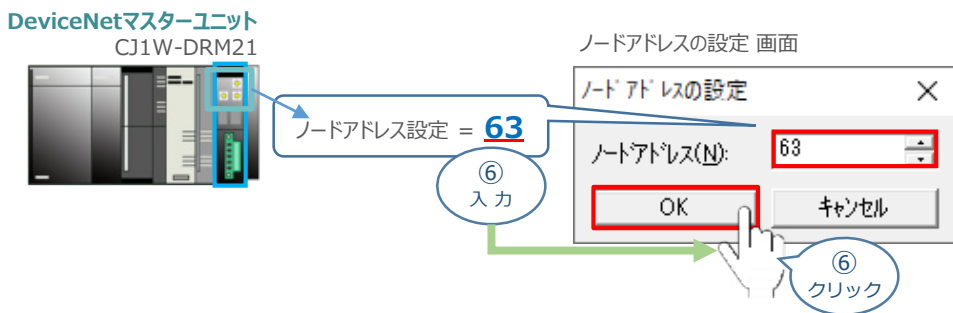 DeviceNetマスターユニット
CJ1W-DRM21
ノードアドレスの設定 画面
ノードアドレスの設定
ノードアドレス設定 = 63
ノードアドレス(N):
63
⑥
入 力
OK
キャンセル
⑥
クリック